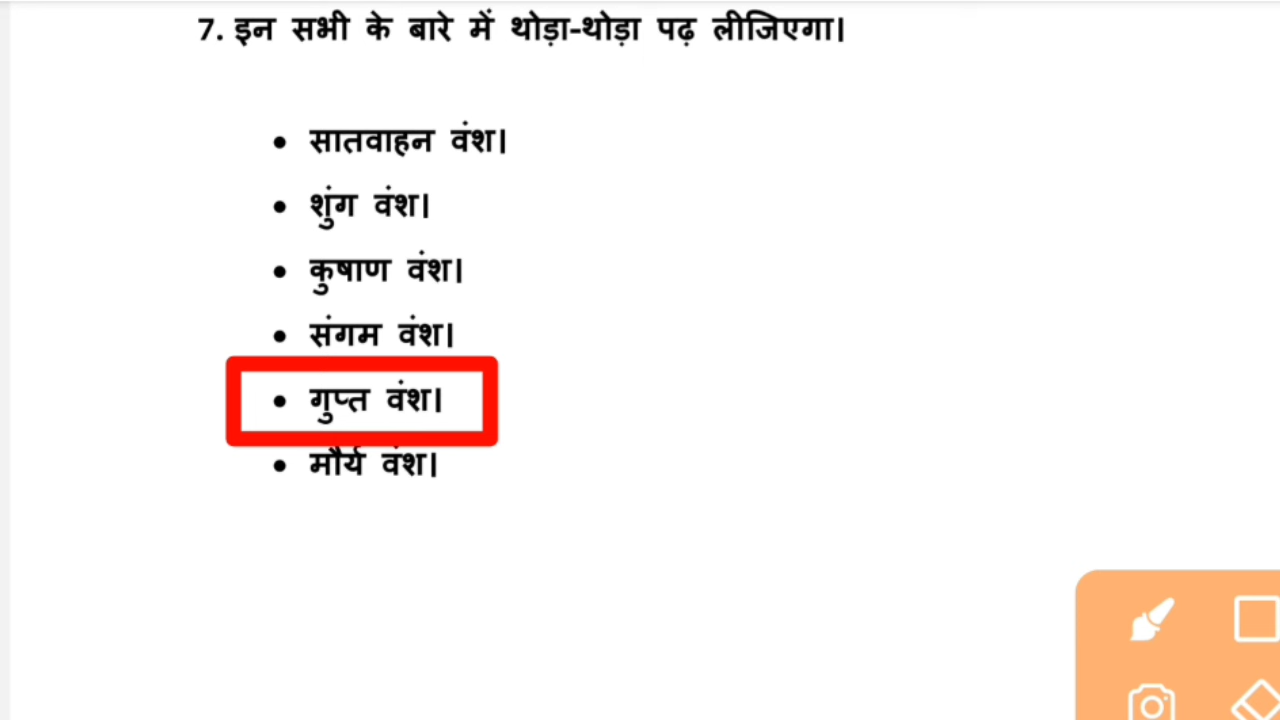 7. इन सभी के बारे में थोड़ा-थोड़ा पढ़ लीजिएगा।
• सातवाहन वंश।
• शुंग वंश।
• कुषाण वंश।
• संगम वंश।
• गुप्त वंश।
• मौर्य वंश।